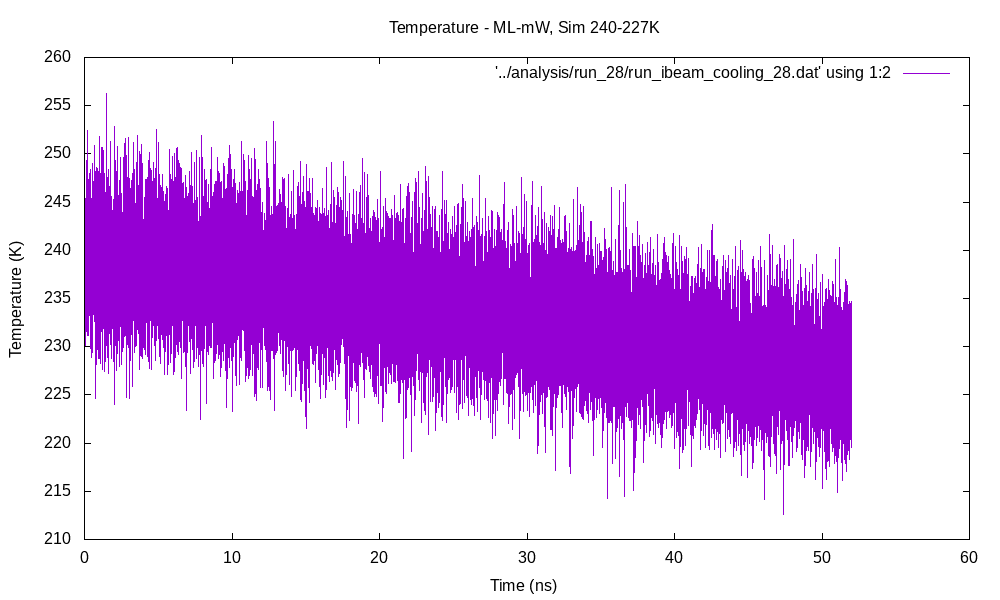 Temperature - ML-mW, Sim 240-227K
'../analysis/run_28/run_ibeam_cooling_28.dat' using 1:2
Temperature (K)
260
255
250
245
240
235
230
225
220
215
210
0 10 20 30 40 50 60
Time (ns)